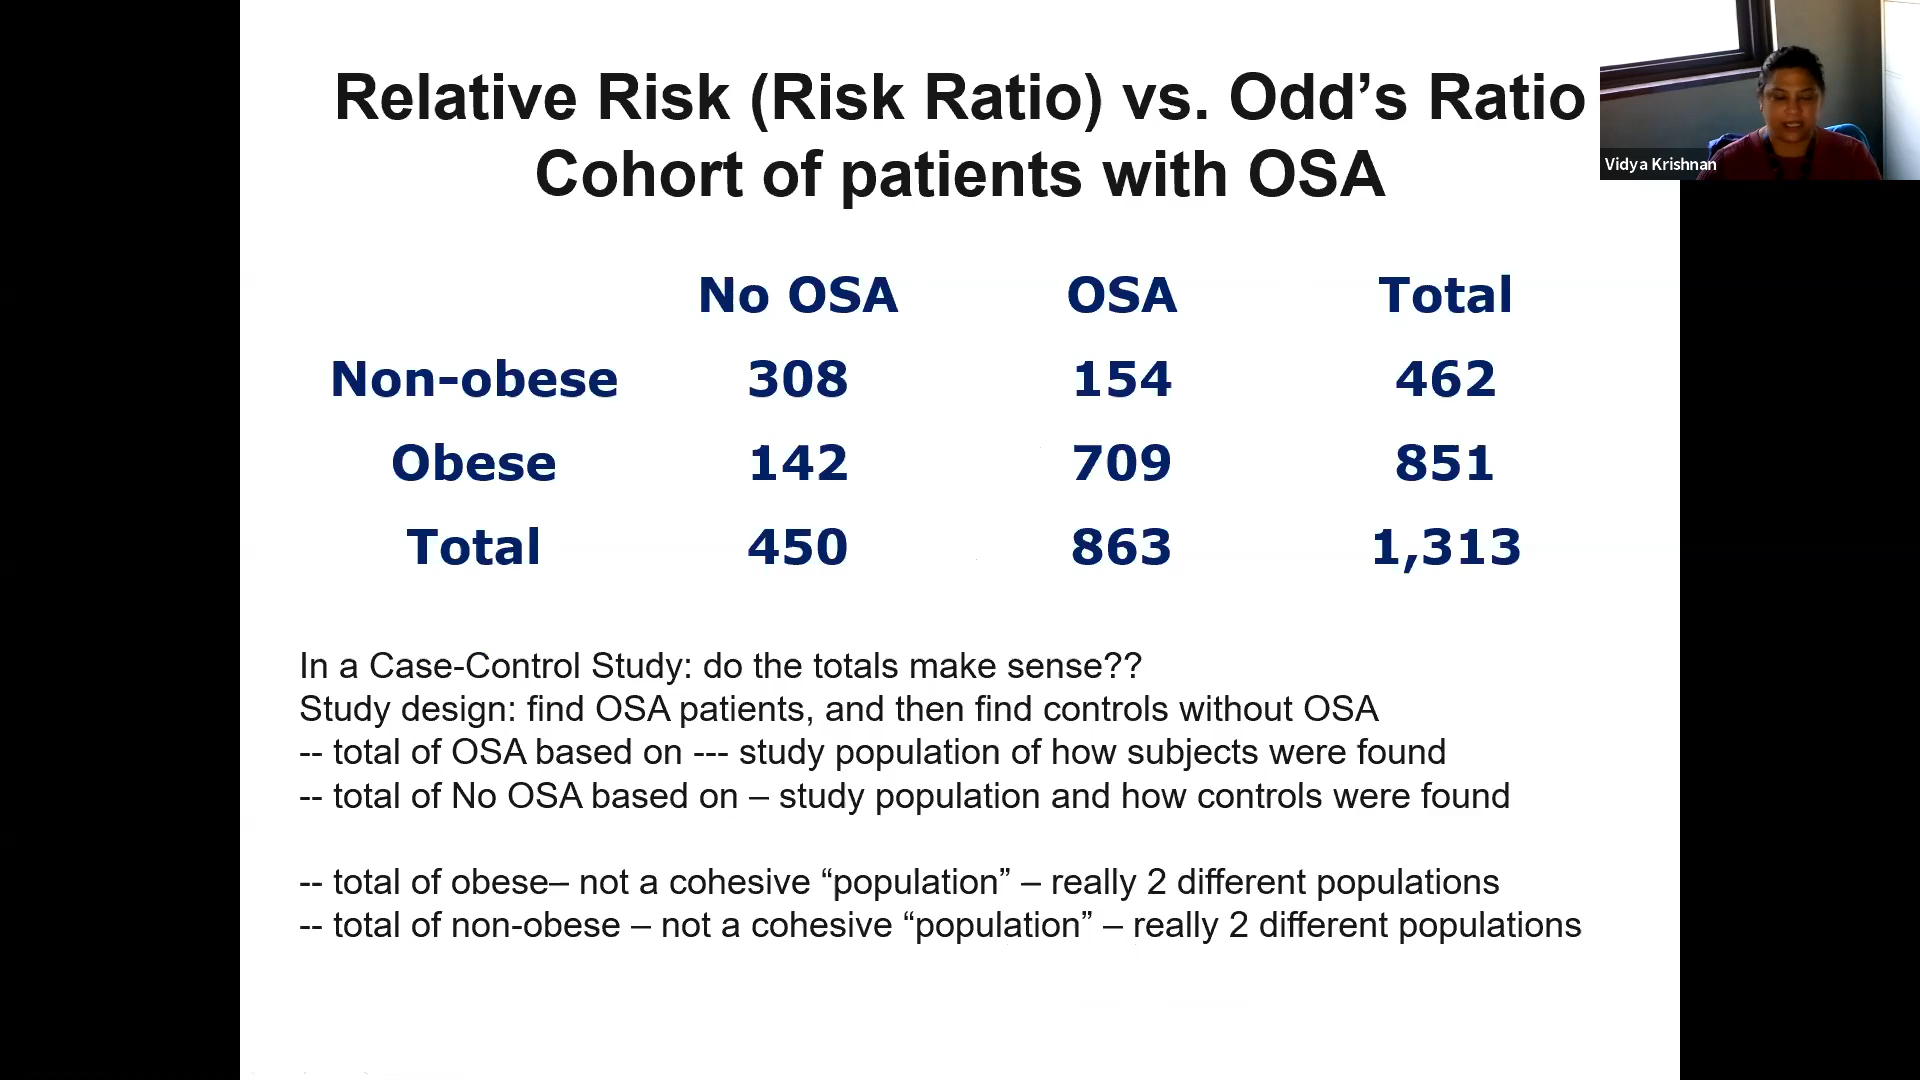 Relative Risk (Risk Ratio) vs. Odd’s Ratio
Cohort of patients with OSA
Vidya Krishnan
No OSA OSA Total
Non-obese 308 154 462
Obese 142 709 851
Total 450 863 1,313
In a Case-Control Study: do the totals make sense??
Study design: find OSA patients, and then find controls without OSA
-- total of OSA based on --- study population of how subjects were found
-- total of No OSA based on – study population and how controls were found
-- total of obese– not a cohesive “population” – really 2 different populations
-- total of non-obese – not a cohesive “population” – really 2 different populations